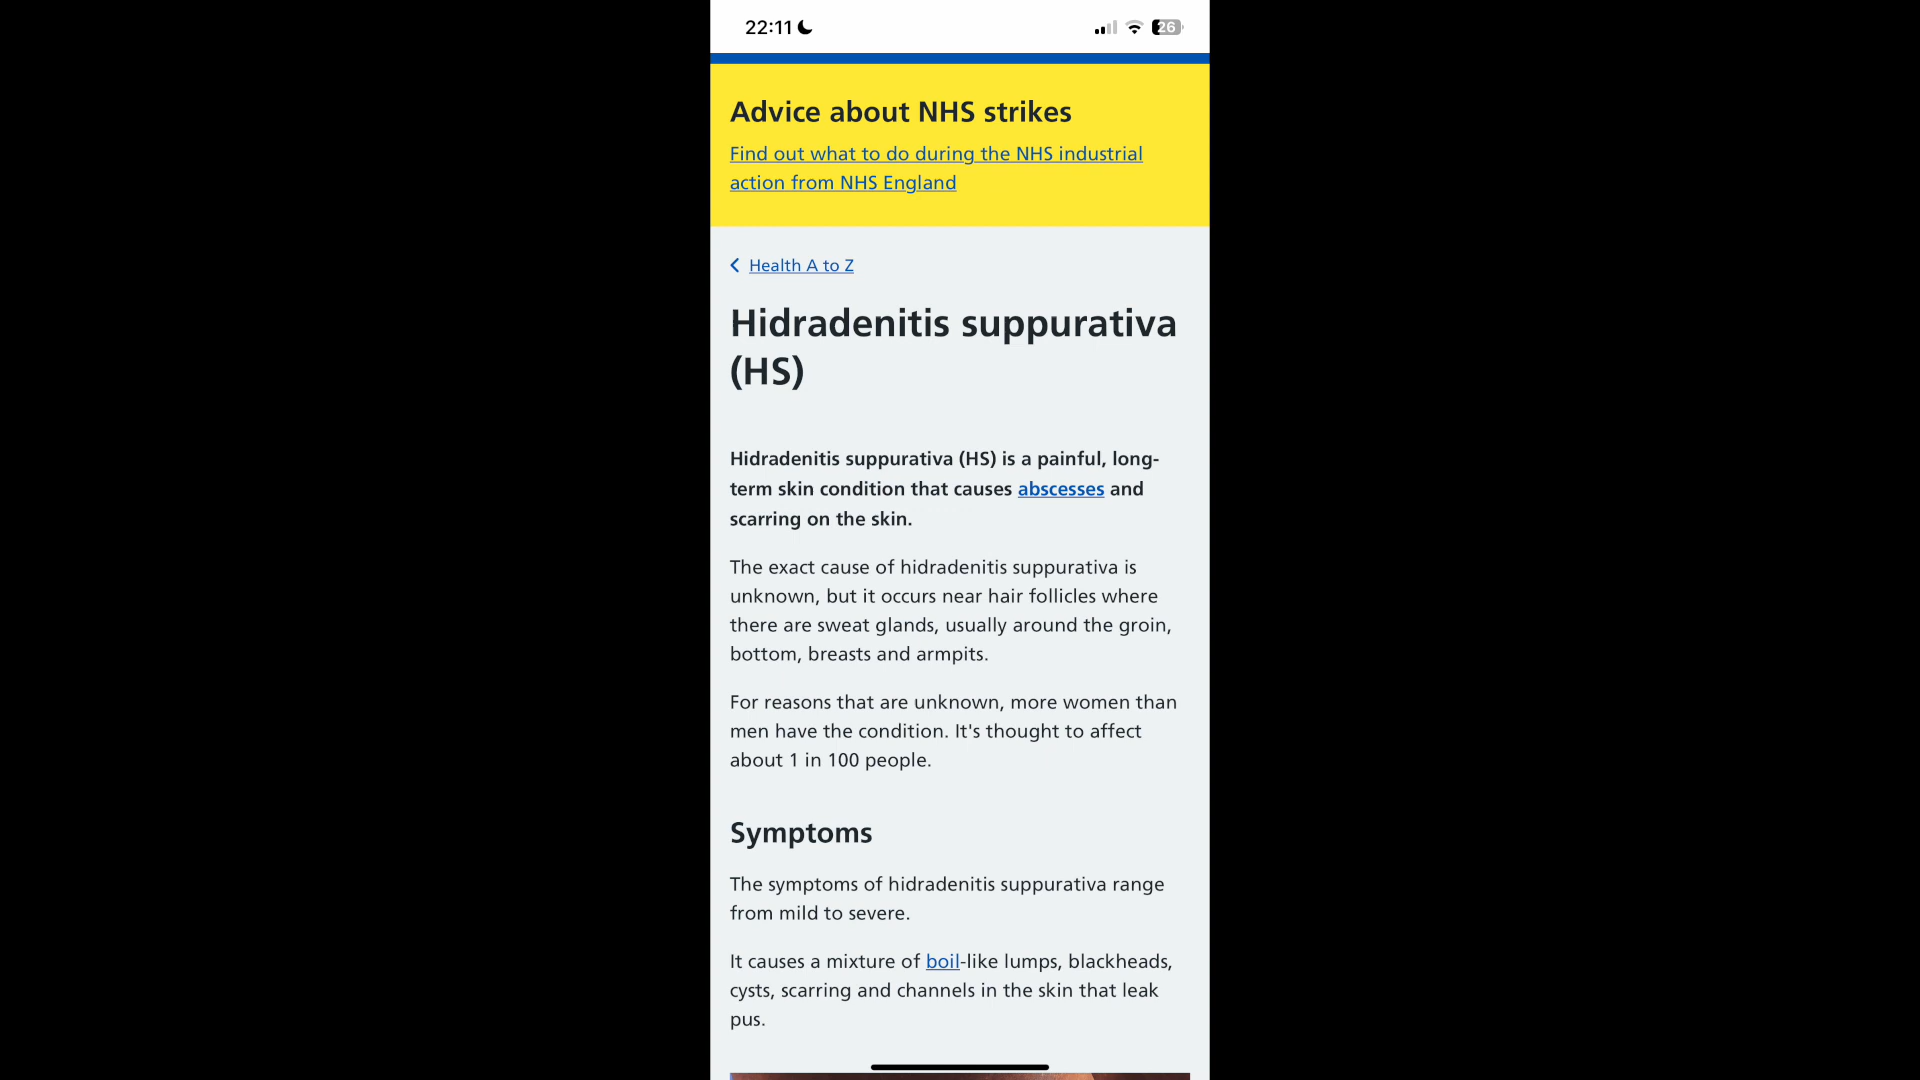 22:11
26
Advice about NHS strikes
Find out what to do during the NHS industrial
action from NHS England
Health A to Z
Hidradenitis suppurativa
(HS)
Hidradenitis suppurativa (HS) is a painful, long-
term skin condition that causes abscesses and
scarring on the skin.
The exact cause of hidradenitis suppurativa is
unknown, but it occurs near hair follicles where
there are sweat glands, usually around the groin,
bottom, breasts and armpits.
For reasons that are unknown, more women than
men have the condition. It's thought to affect
about 1 in 100 people.
Symptoms
The symptoms of hidradenitis suppurativa range
from mild to severe.
It causes a mixture of boil-like lumps, blackheads,
cysts, scarring and channels in the skin that leak
pus.